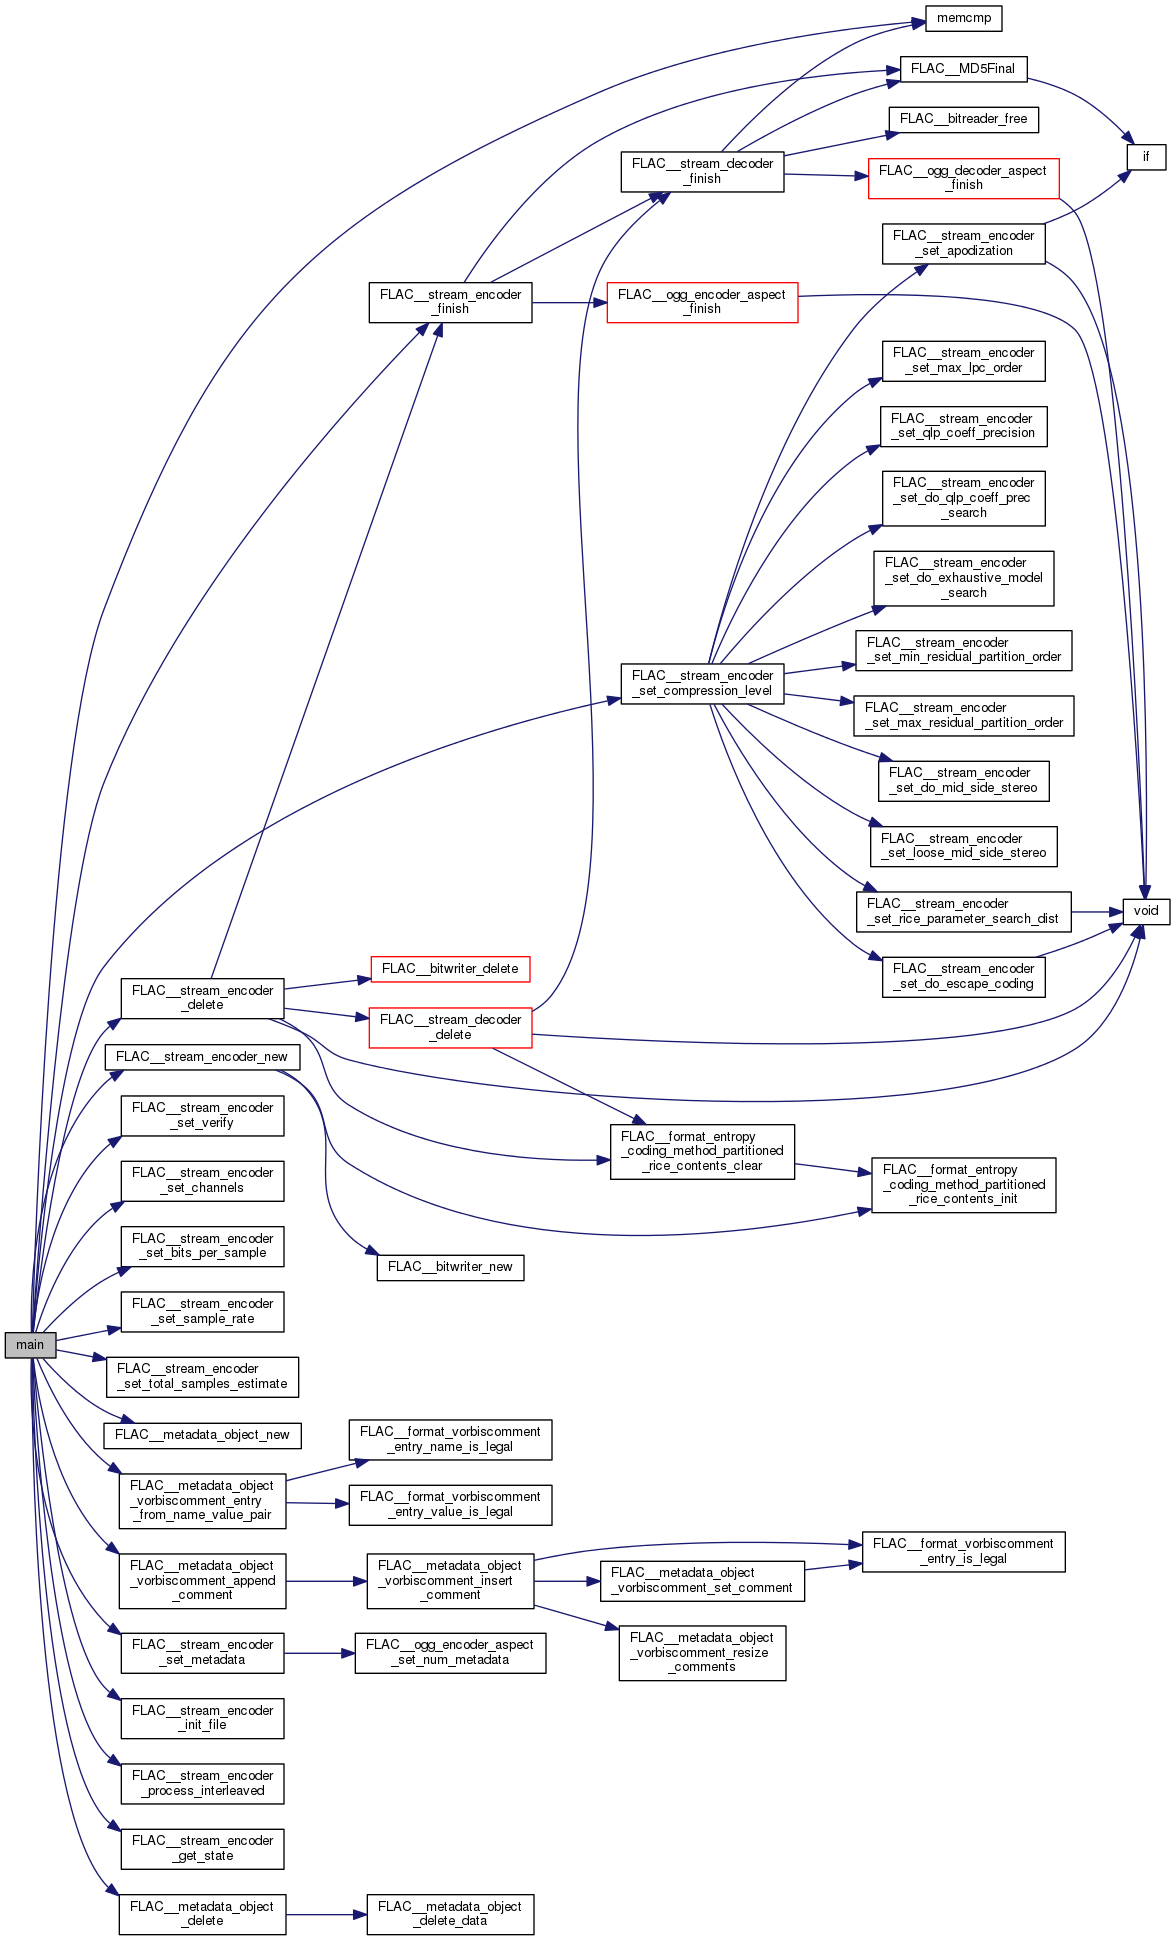 memcmp
FLAC__MD5Final
FLAC__bitreader_free
if
FLAC__stream_decoder
_finish
FLAC__ogg_decoder_aspect
_finish
FLAC__stream_encoder
_set_apodization
FLAC__stream_encoder
_finish
FLAC__ogg_encoder_aspect
_finish
FLAC__stream_encoder
_set_max_lpc_order
FLAC__stream_encoder
_set_qlp_coeff_precision
FLAC__stream_encoder
_set_do_qlp_coeff_prec
_search
FLAC__stream_encoder
_set_do_exhaustive_model
_search
FLAC__stream_encoder
_set_min_residual_partition_order
FLAC__stream_encoder
_set_compression_level
FLAC__stream_encoder
_set_max_residual_partition_order
FLAC__stream_encoder
_set_do_mid_side_stereo
FLAC__stream_encoder
_set_loose_mid_side_stereo
FLAC__stream_encoder
_set_rice_parameter_search_dist
void
FLAC__stream_encoder
_set_do_escape_coding
FLAC__stream_encoder
_delete
FLAC__bitwriter_delete
FLAC__stream_decoder
_delete
FLAC__stream_encoder_new
FLAC__stream_encoder
_set_verify
FLAC__format_entropy
_coding_method_partitioned
_rice_contents_clear
FLAC__stream_encoder
_set_channels
FLAC__format_entropy
_coding_method_partitioned
_rice_contents_init
FLAC__stream_encoder
_set_bits_per_sample
FLAC__bitwriter_new
FLAC__stream_encoder
_set_sample_rate
main
FLAC__stream_encoder
_set_total_samples_estimate
FLAC__metadata_object_new
FLAC__format_vorbiscomment
_entry_name_is_legal
FLAC__metadata_object
_vorbiscomment_entry
_from_name_value_pair
FLAC__format_vorbiscomment
_entry_value_is_legal
FLAC__metadata_object
_vorbiscomment_append
_comment
FLAC__metadata_object
_vorbiscomment_insert
_comment
FLAC__metadata_object
_vorbiscomment_set_comment
FLAC__format_vorbiscomment
_entry_is_legal
FLAC__stream_encoder
_set_metadata
FLAC__ogg_encoder_aspect
_set_num_metadata
FLAC__metadata_object
_vorbiscomment_resize
_comments
FLAC__stream_encoder
_init_file
FLAC__stream_encoder
_process_interleaved
FLAC__stream_encoder
_get_state
FLAC__metadata_object
_delete
FLAC__metadata_object
_delete_data